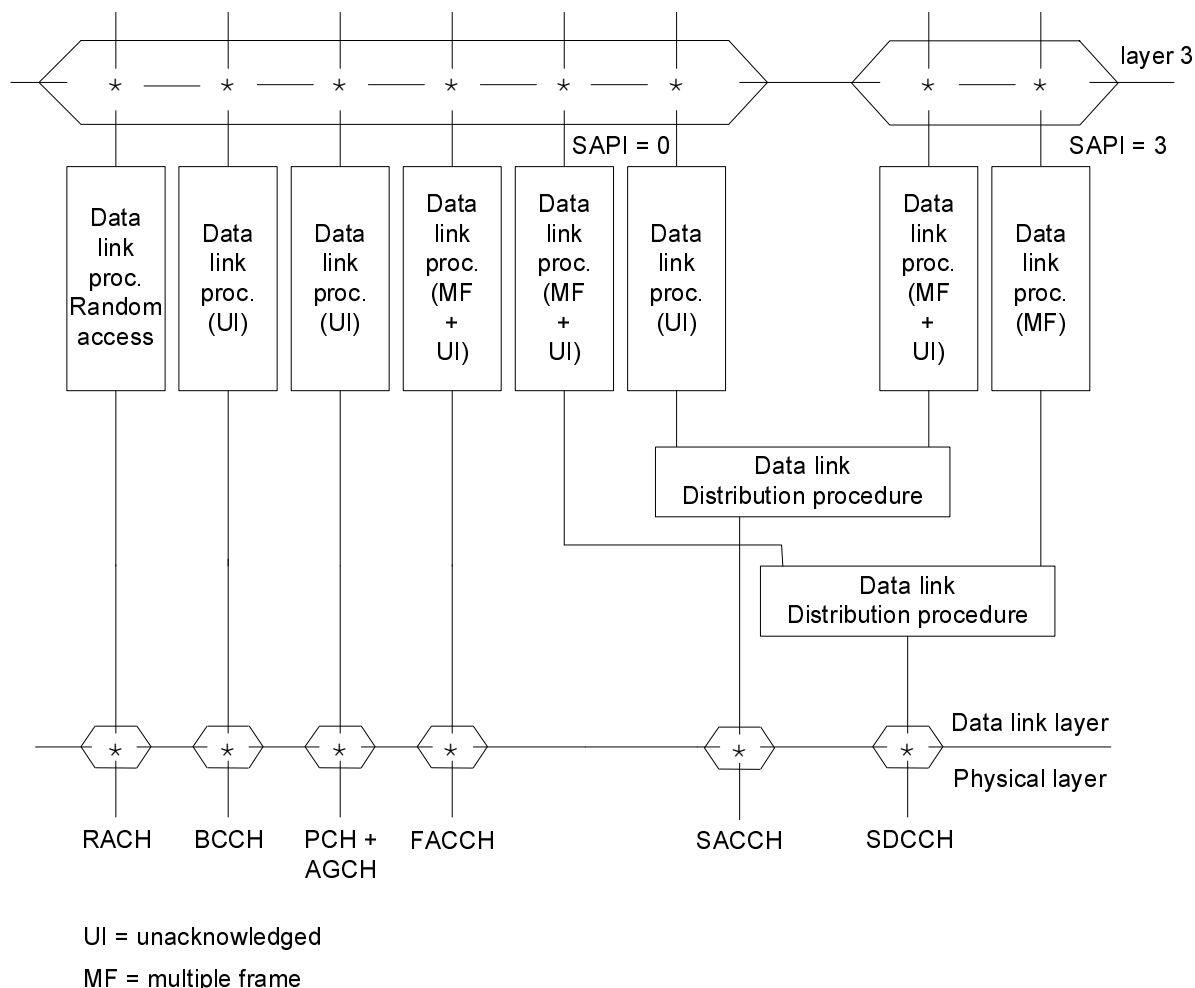 layer 3
* * * * * * * *
SAPI = 0
SAPI = 3
Data
link
proc.
Random
access
Data
link
proc.
(UI)
Data
link
proc.
(UI)
Data
link
proc.
(MF
+
UI)
Data
link
proc.
(MF
+
UI)
Data
link
proc.
(UI)
Data
link
proc.
(MF
+
UI)
Data
link
proc.
(MF)
Data link
Distribution procedure
Data link
Distribution procedure
Data link layer
* * * * * *
Physical layer
RACH
BCCH
PCH +
AGCH
FACCH
SACCH
SDCCH
UI = unacknowledged
MF = multiple frame